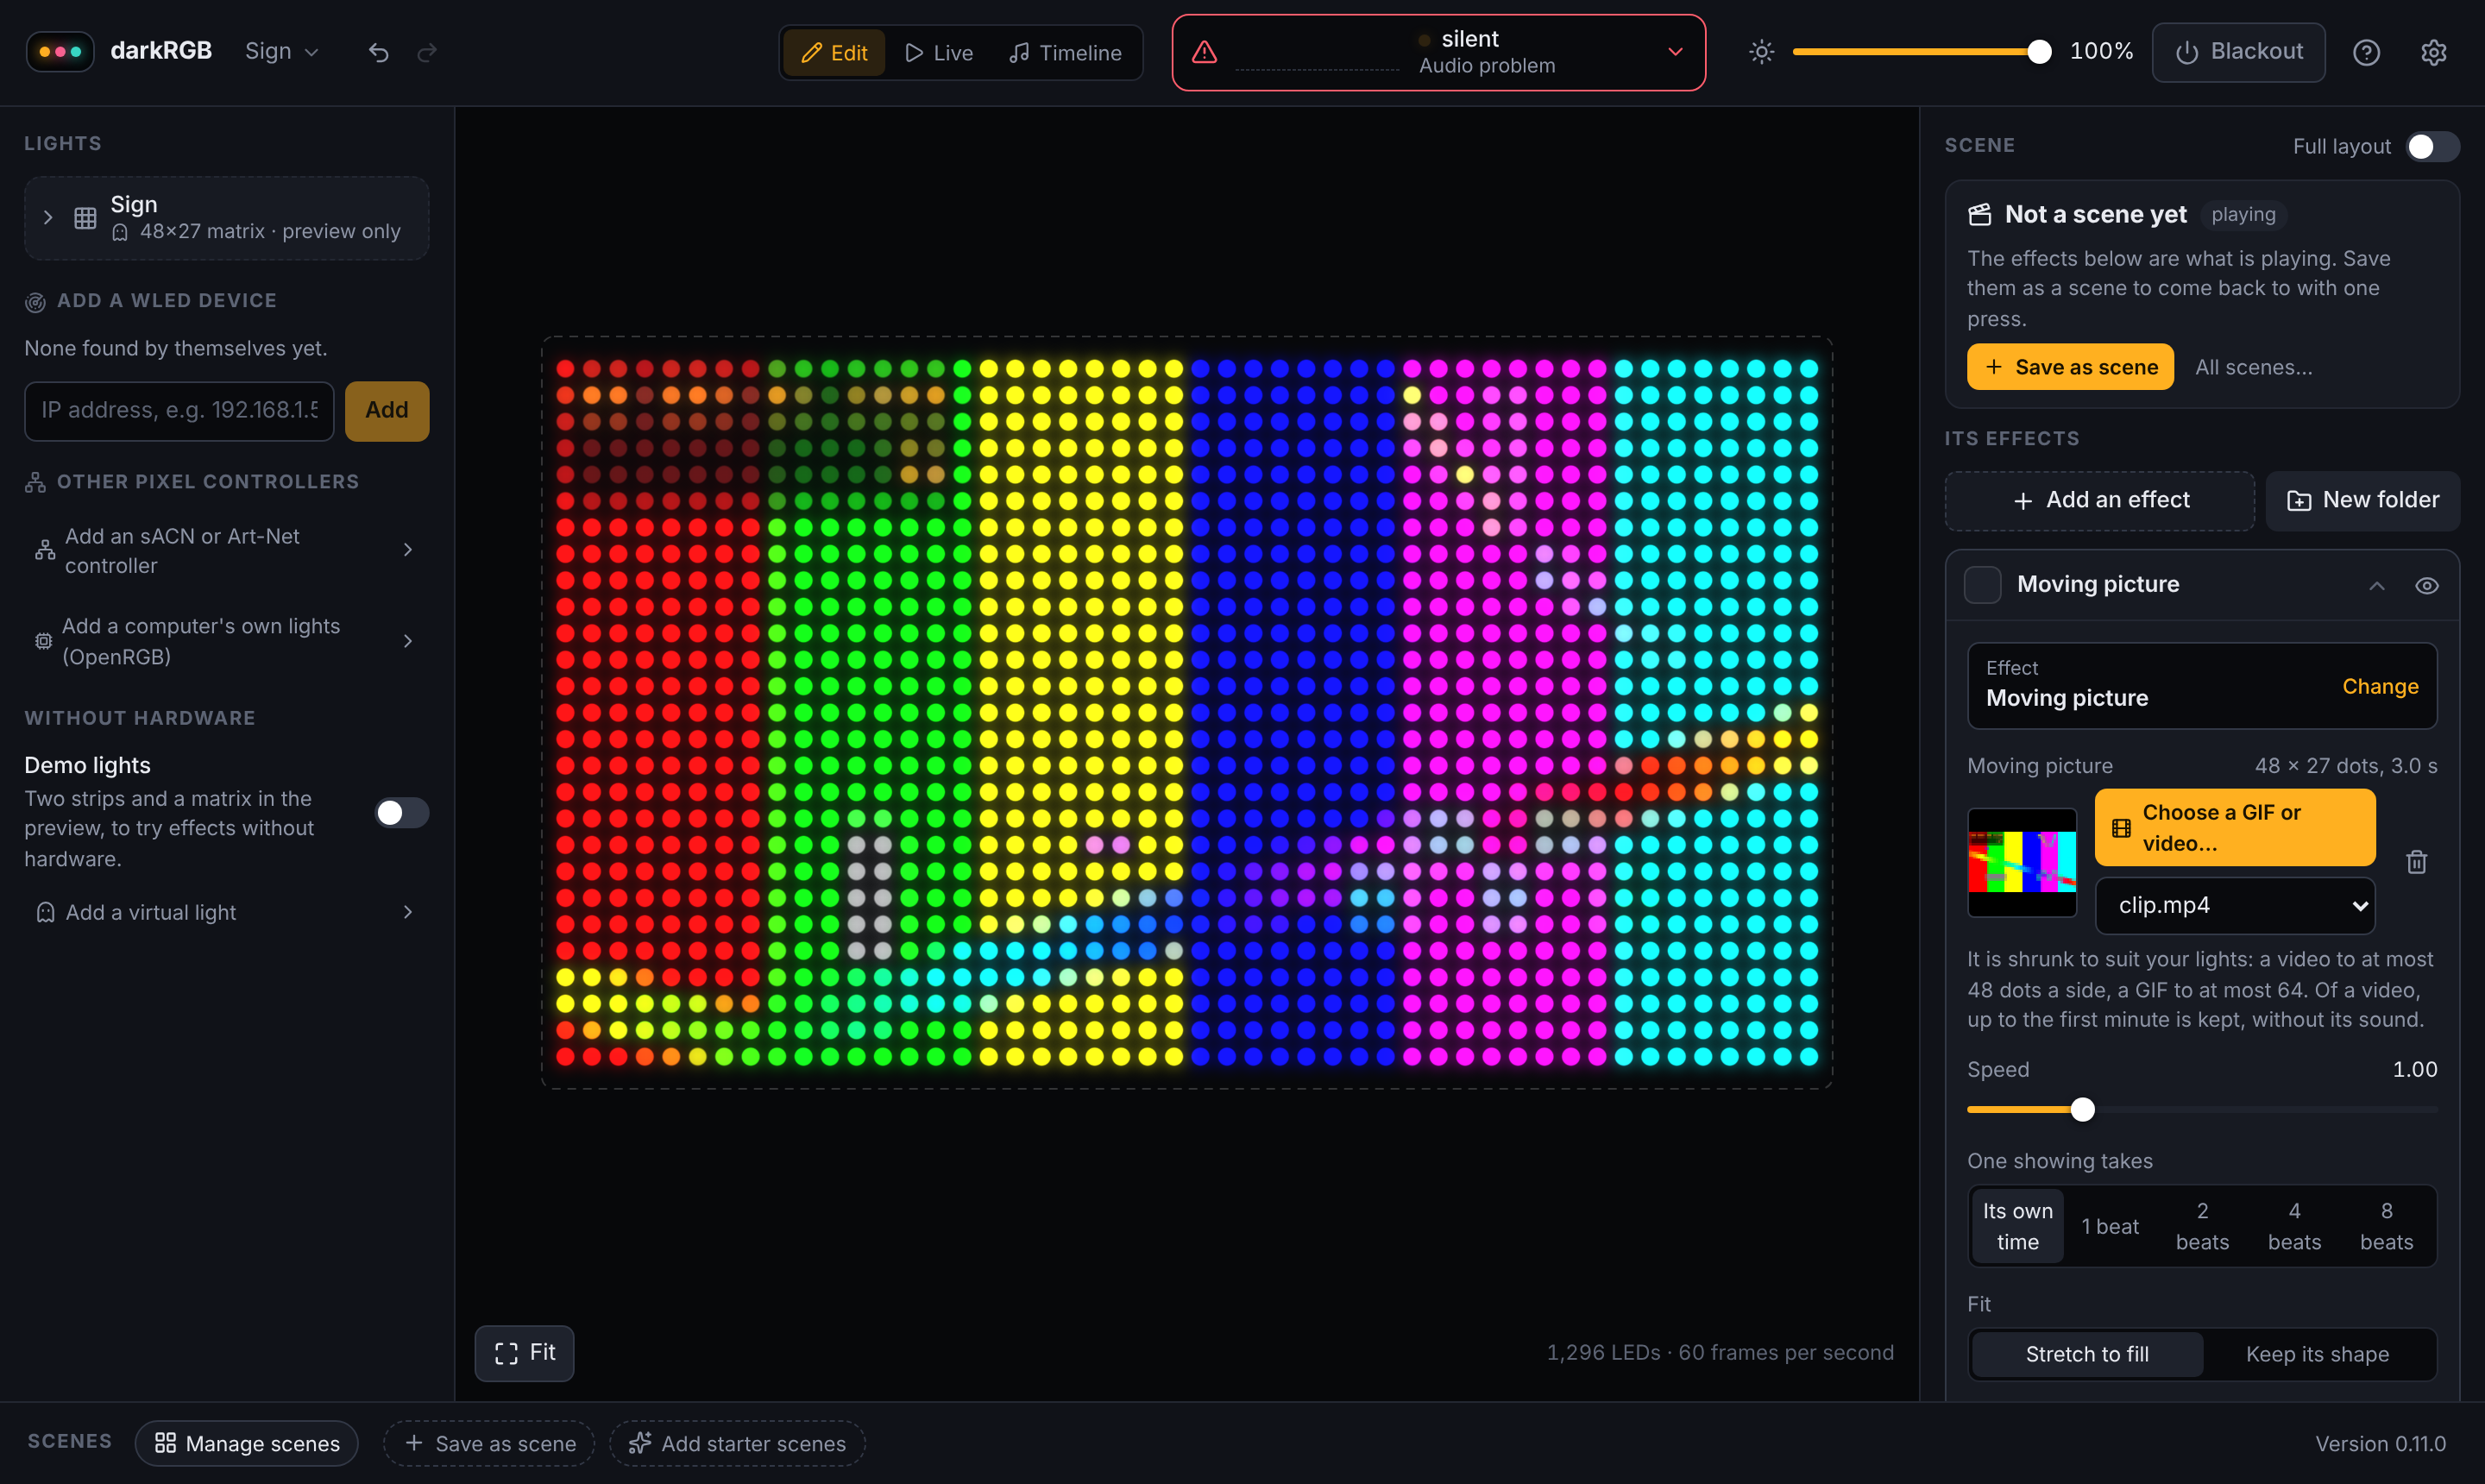 darkRGB
Sign
Edit
Live
Timeline
silent
Audio problem
100%
Blackout
LIGHTS
Sign
48×27 matrix · preview only
ADD A WLED DEVICE
None found by themselves yet.
IP address, e.g. 192.168.1.5
Add
OTHER PIXEL CONTROLLERS
Add an sACN or Art-Net
controller
Add a computer's own lights
(OpenRGB)
WITHOUT HARDWARE
Demo lights
Two strips and a matrix in the
preview, to try effects without
hardware.
Add a virtual light
Fit
1,296 LEDs · 60 frames per second
SCENE
Full layout
Not a scene yet
playing
The effects below are what is playing. Save
them as a scene to come back to with one
press.
Save as scene
All scenes...
ITS EFFECTS
Add an effect
New folder
Moving picture
Effect
Moving picture
Change
Moving picture
48 × 27 dots, 3.0 s
Choose a GIF or
video...
clip.mp4
It is shrunk to suit your lights: a video to at most
48 dots a side, a GIF to at most 64. Of a video,
up to the first minute is kept, without its sound.
Speed
1.00
One showing takes
Its own
time
1 beat
2
beats
4
beats
8
beats
Fit
Stretch to fill
Keep its shape
SCENES
Manage scenes
Save as scene
Add starter scenes
Version 0.11.0